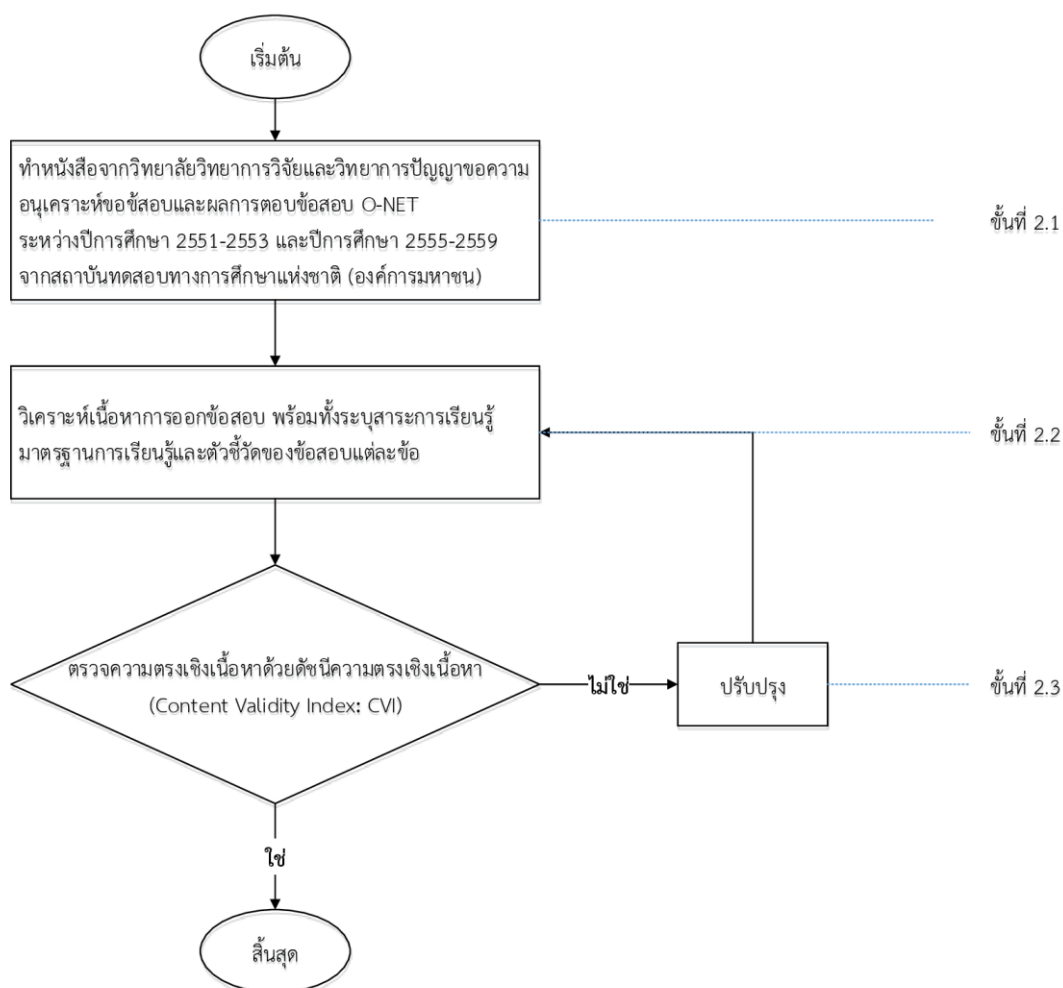 เริ่มต้น
ทำหนังสือจากวิทยาลัยวิทยาการวิจัยและวิทยาการปัญญาขอความ
อนุเคราะห์ขอข้สอบและผลการตอบข้อสอบ O-NET
ระหว่างปีการศึกษา 2551-2553 และปีการศึกษา 2555-2559
จากสถาบันทดสอบทางการศึกษาแห่งชาติ (องค์การมหาชน)
ขั้นที่ 2.1
วิเคราะห์เนื้อหาการออกข้อสอบ พร้อมทั้งระบุสาระการเรียนรู้
มาตรฐานการเรียนรู้และตัวชี้วัดของข้อสอบแต่ละข้อ
ขั้นที่ 2.2
ตรวจความตรงเชิงเนื้อหาด้วยดัชนีความตรงเชิงเนื้อหา
(Content Validity Index: CVI)
ไม่ใช่
ปรับปรุง
ขั้นที่ 2.3
ใช่
สิ้นสุด